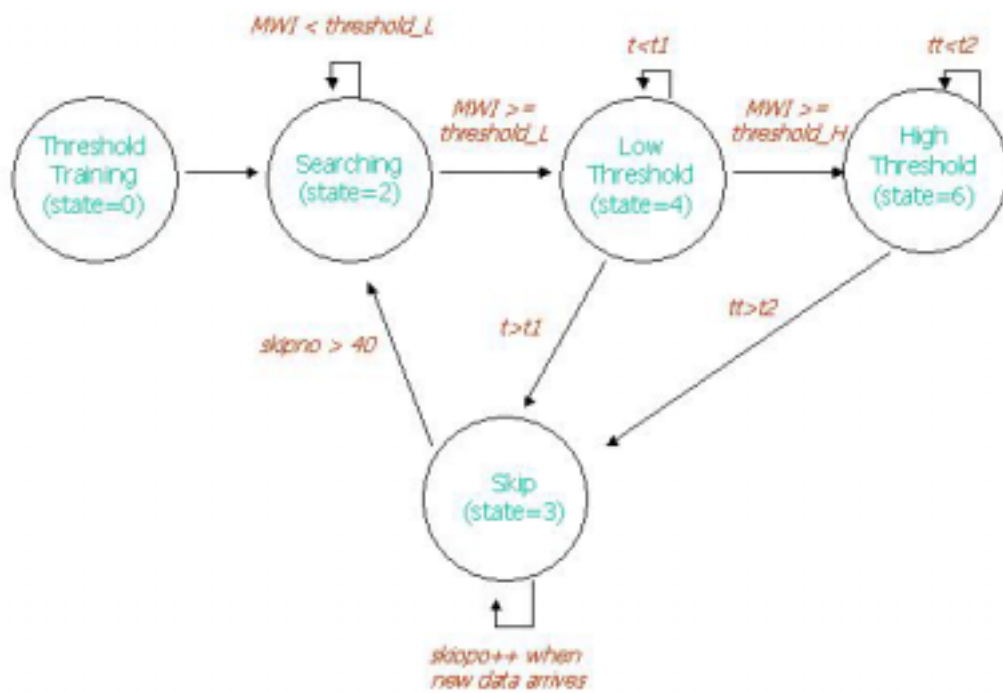 MWI < threshold_L
t<t1
tt<t2
MWI >=
threshold_L
MWI >=
threshold_H
Threshold
Training
(state=0)
Searching
(state=2)
Low
Threshold
(state=4)
High
Threshold
(state=6)
skipno > 40
t>t1
tt>t2
Skip
(state=3)
skiopo++ when
new data arrives